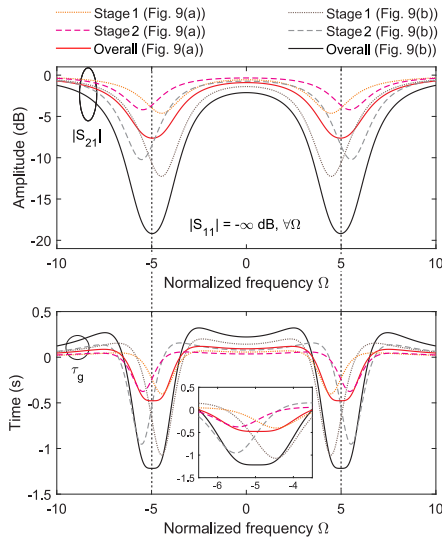 Stage 1 (Fig. 9(a)) Stage 1 (Fig. 9(b))
Stage 2 (Fig. 9(a)) Stage 2 (Fig. 9(b))
Overall (Fig. 9(a)) Overall (Fig. 9(b))
0
-5
-10
-15
-20
Amplitude (dB)
|S21|
|S11| = -∞ dB, ∀Ω
-10 -5 0 5 10
Normalized frequency Ω
0.5
0
-0.5
-1
-1.5
Time (s)
τg
0
-0.5
-1
-1.5
-6 -5 -4
-10 -5 0 5 10
Normalized frequency Ω